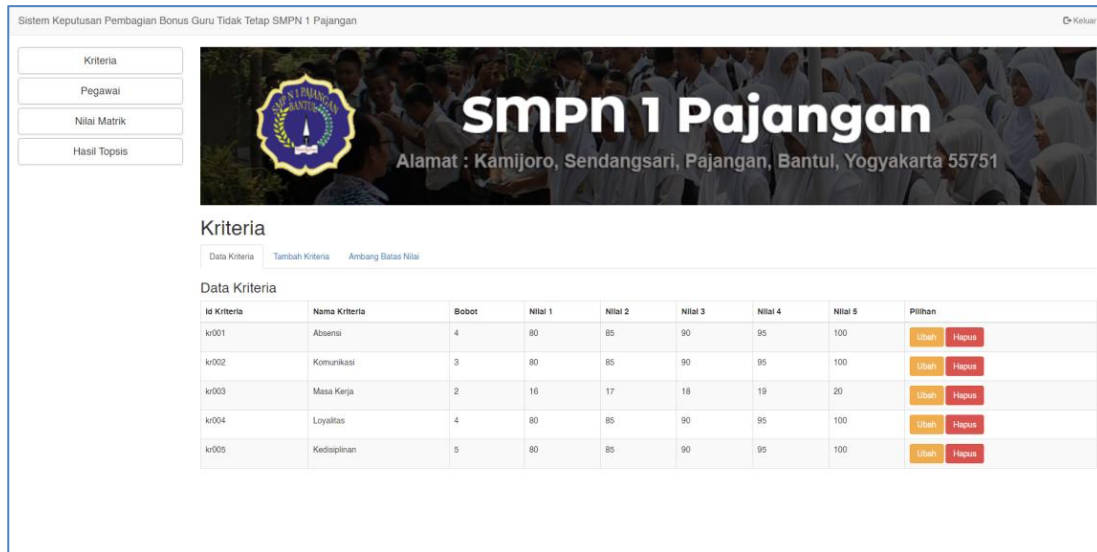 Sistem Keputusan Pembagian Bonus Guru Tidak Tetap SMPN 1 Pajangan
Keluar
Kriteria
Pegawai
Nilai Matrik
Hasil Topsis
SMP N 1 PAJANGAN
BANTUL
SMPN 1 Pajangan
Alamat : Kamijoro, Sendangsari, Pajangan, Bantul, Yogyakarta 55751
Kriteria
Data Kriteria Tambah Kriteria Ambang Batas Nilai
Data Kriteria
Id Kriteria Nama Kriteria Bobot Nilai 1 Nilai 2 Nilai 3 Nilai 4 Nilai 5 Pilihan
kr001 Absensi 4 80 85 90 95 100 Ubah Hapus
kr002 Komunikasi 3 80 85 90 95 100 Ubah Hapus
kr003 Masa Kerja 2 16 17 18 19 20 Ubah Hapus
kr004 Loyalitas 4 80 85 90 95 100 Ubah Hapus
kr005 Kedisiplinan 5 80 85 90 95 100 Ubah Hapus